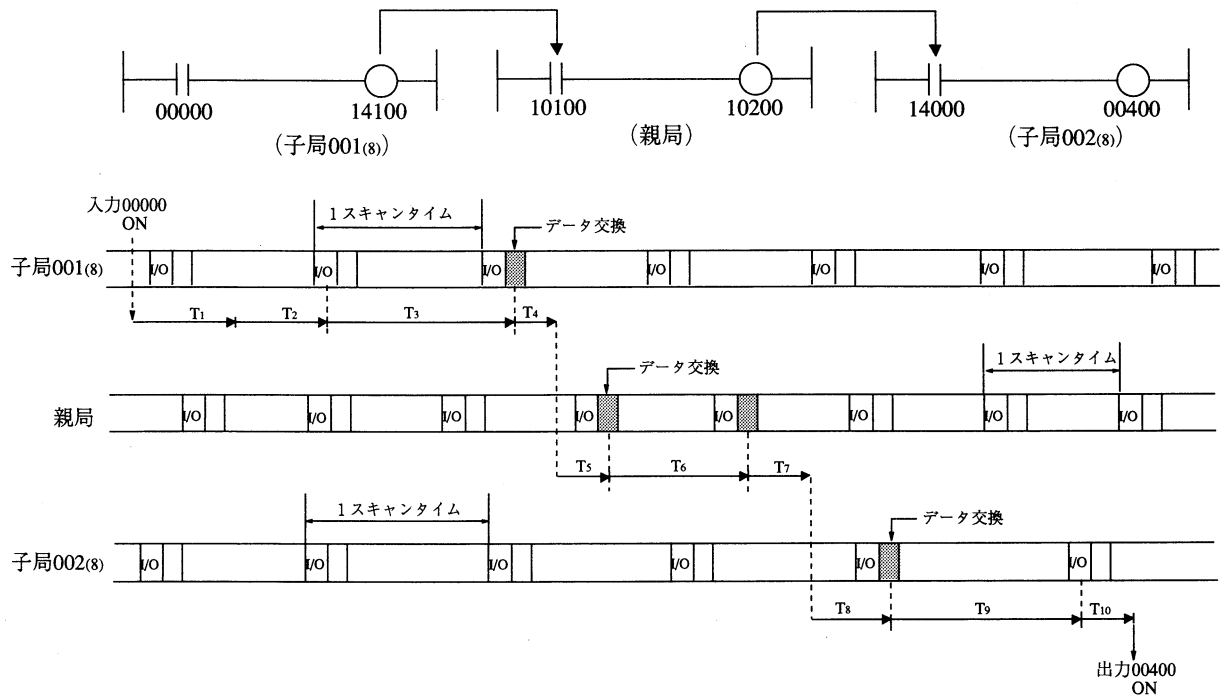 00000 14100 10100 10200 14000 00400
(子局001(8)) (親局) (子局002(8))
入力00000
ON
1スキャンタイム データ交換
子局001(8) I/O I/O I/O I/O I/O I/O I/O
T1 T2 T3 T4
データ交換 1スキャンタイム
親局 I/O I/O I/O I/O I/O I/O I/O I/O
T5 T6 T7
1スキャンタイム データ交換
子局002(8) I/O I/O I/O I/O I/O I/O
T8 T9 T10
出力00400
ON